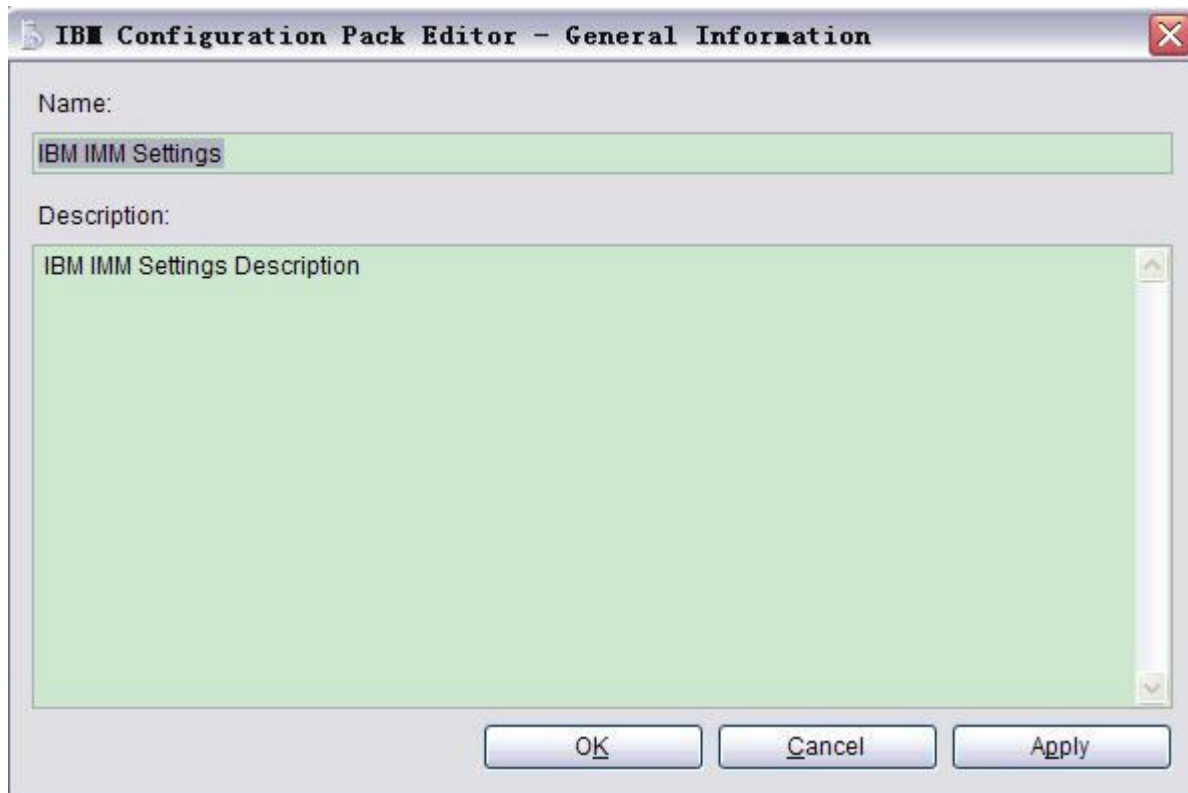 IBM Configuration Pack Editor - General Information
Name:
IBM IMM Settings
Description:
IBM IMM Settings Description
OK Cancel Apply